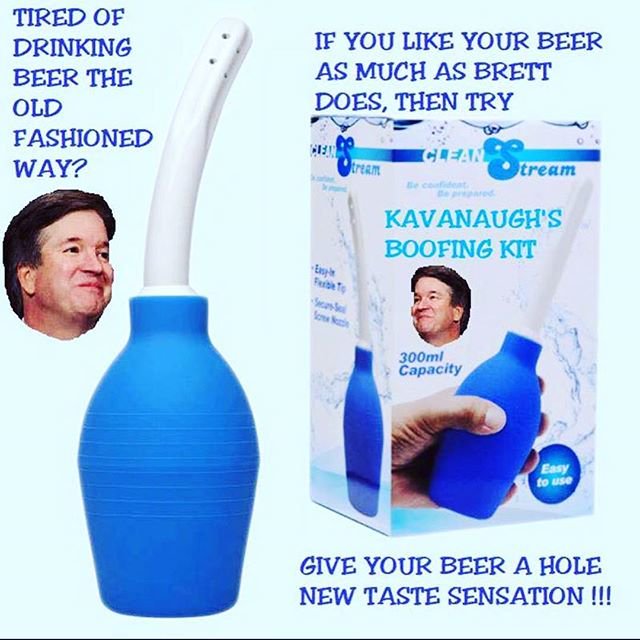 TIRED OF
DRINKING
BEER THE
OLD
FASHIONED
WAY?
IF YOU LIKE YOUR BEER
AS MUCH AS BRETT
DOES, THEN TRY
CLEAN Stream
CLEAN Stream
Be confident.
Be prepared.
KAVANAUGH'S
BOOFING KIT
- Easy-In
Flexible Tip
- Secure-Seal
Screw Nozzle
300ml
Capacity
Easy
to use
GIVE YOUR BEER A HOLE
NEW TASTE SENSATION !!!